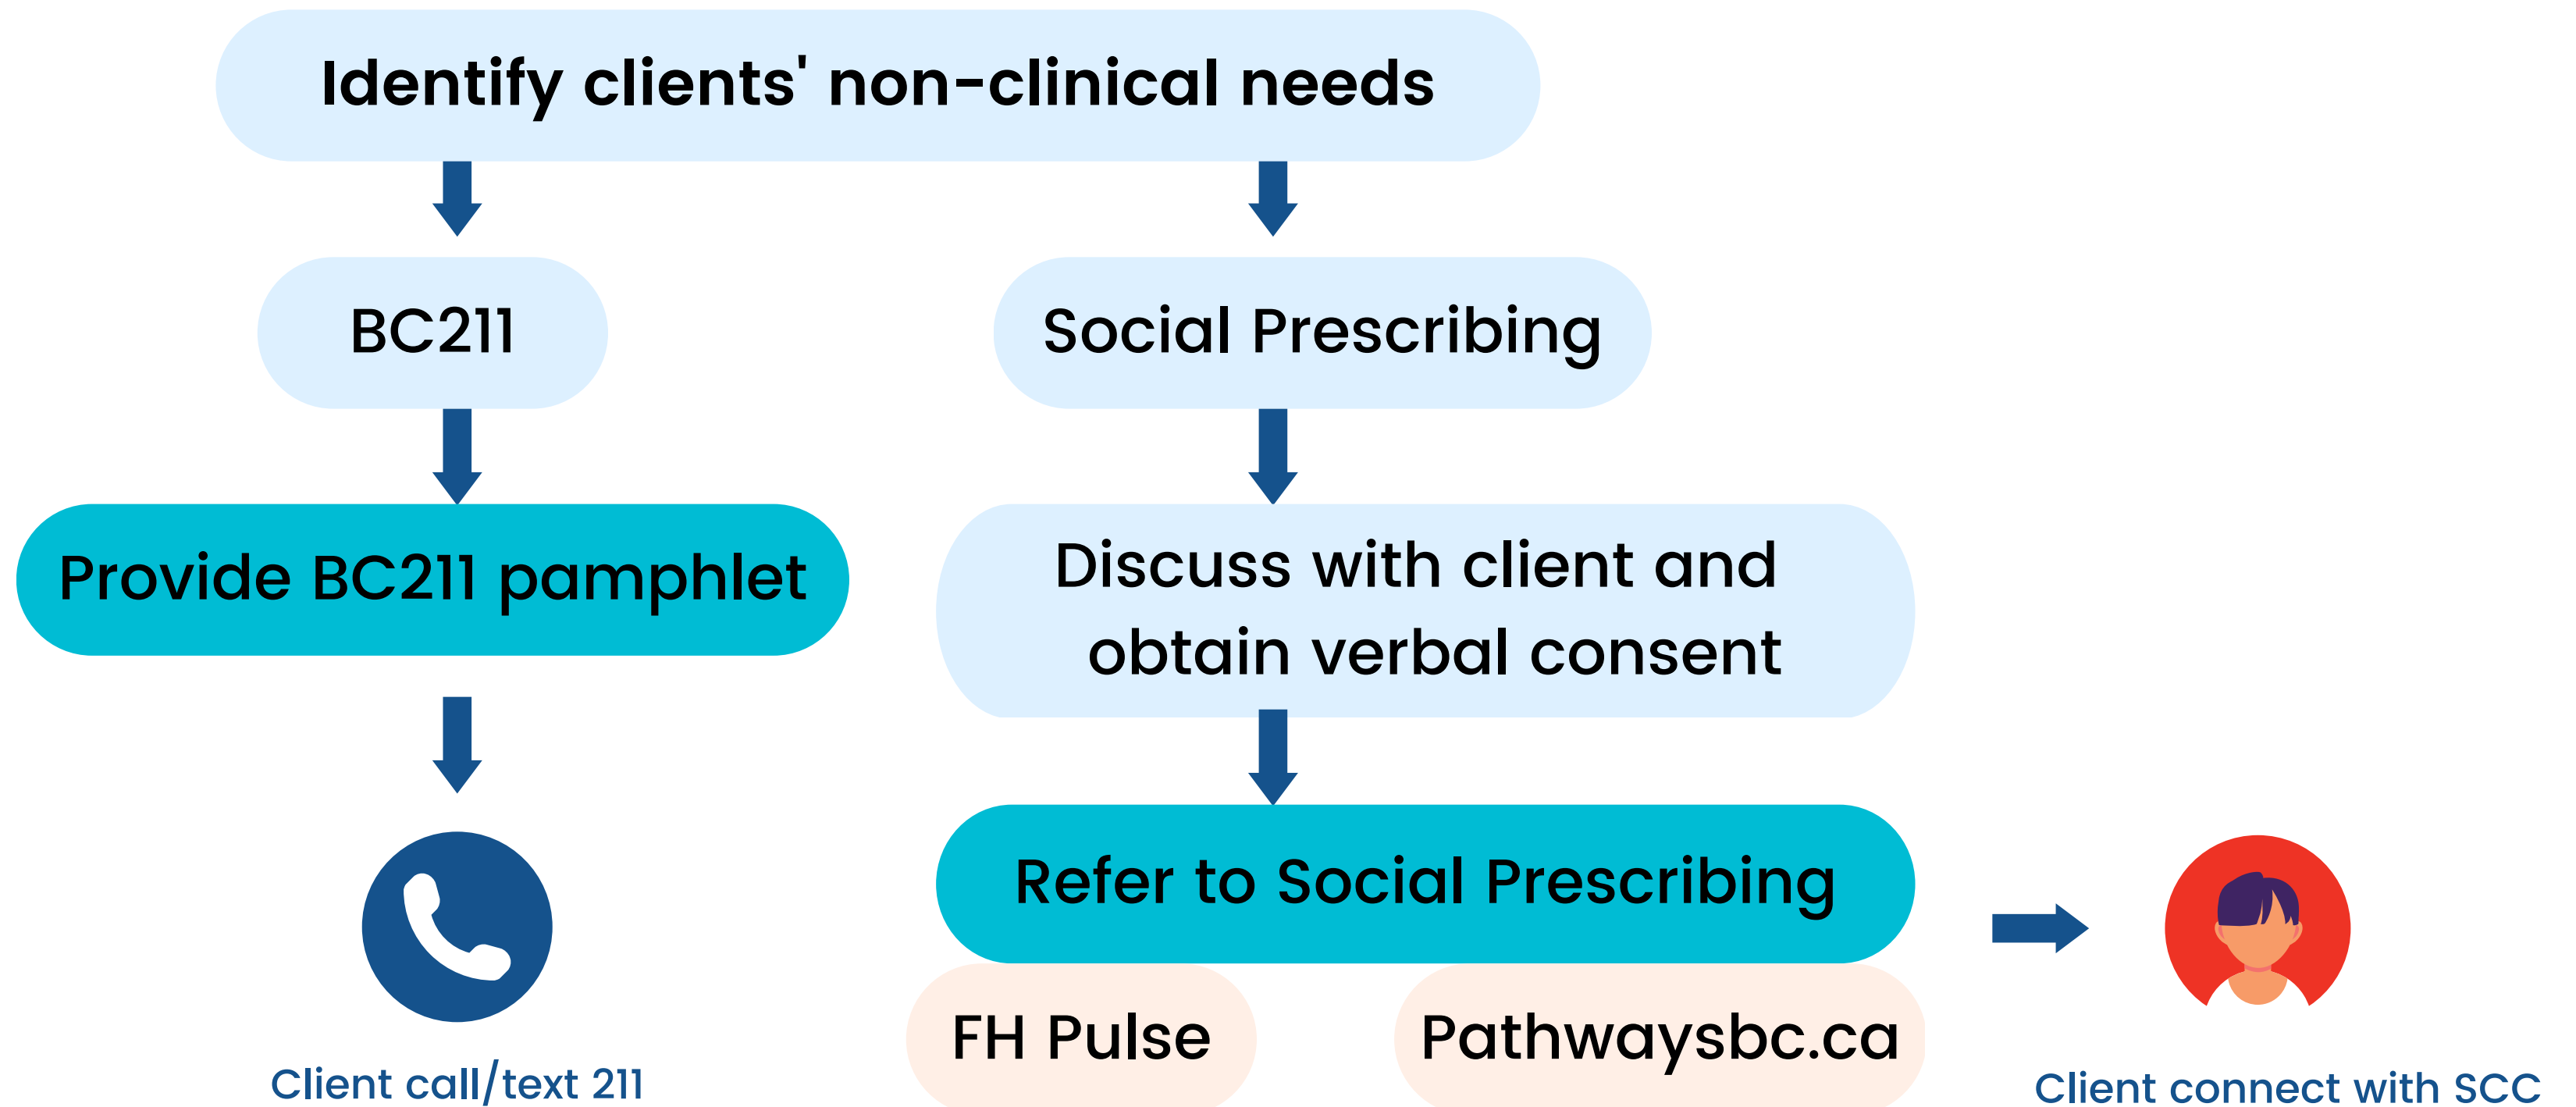 Identify clients' non-clinical needs
BC211
Social Prescribing
Provide BC211 pamphlet
Discuss with client and
obtain verbal consent
Refer to Social Prescribing
FH Pulse
Pathwaysbc.ca
Client call/text 211
Client connect with SCC